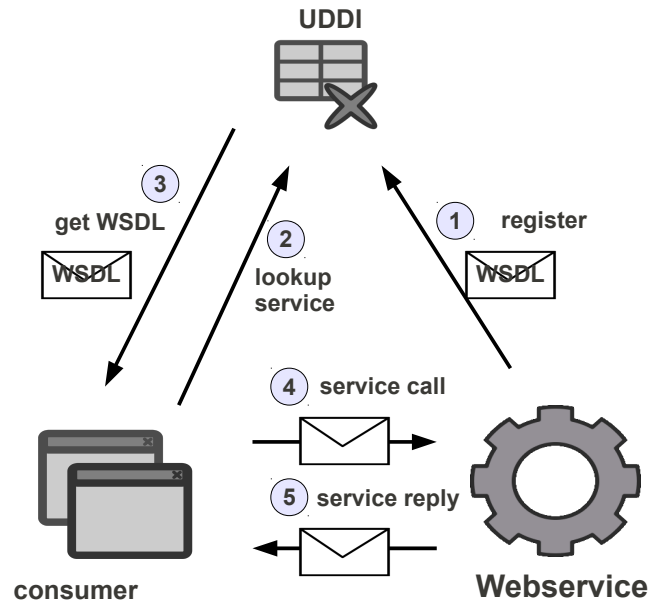 UDDI
3
get WSDL
WSDL
2
lookup
service
1
register
WSDL
4
service call
5
service reply
consumer
Webservice